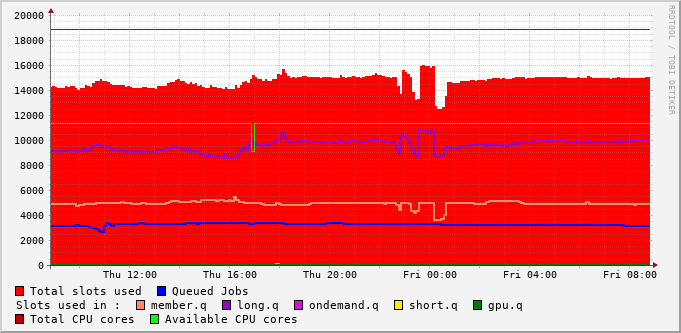 20000
18000
16000
14000
12000
10000
8000
6000
4000
2000
0
Thu 12:00 Thu 16:00 Thu 20:00 Fri 00:00 Fri 04:00 Fri 08:00
RRDTOOL / TOBI OETIKER
Total slots used Queued Jobs
Slots used in : member.q long.q ondemand.q short.q gpu.q
Total CPU cores Available CPU cores